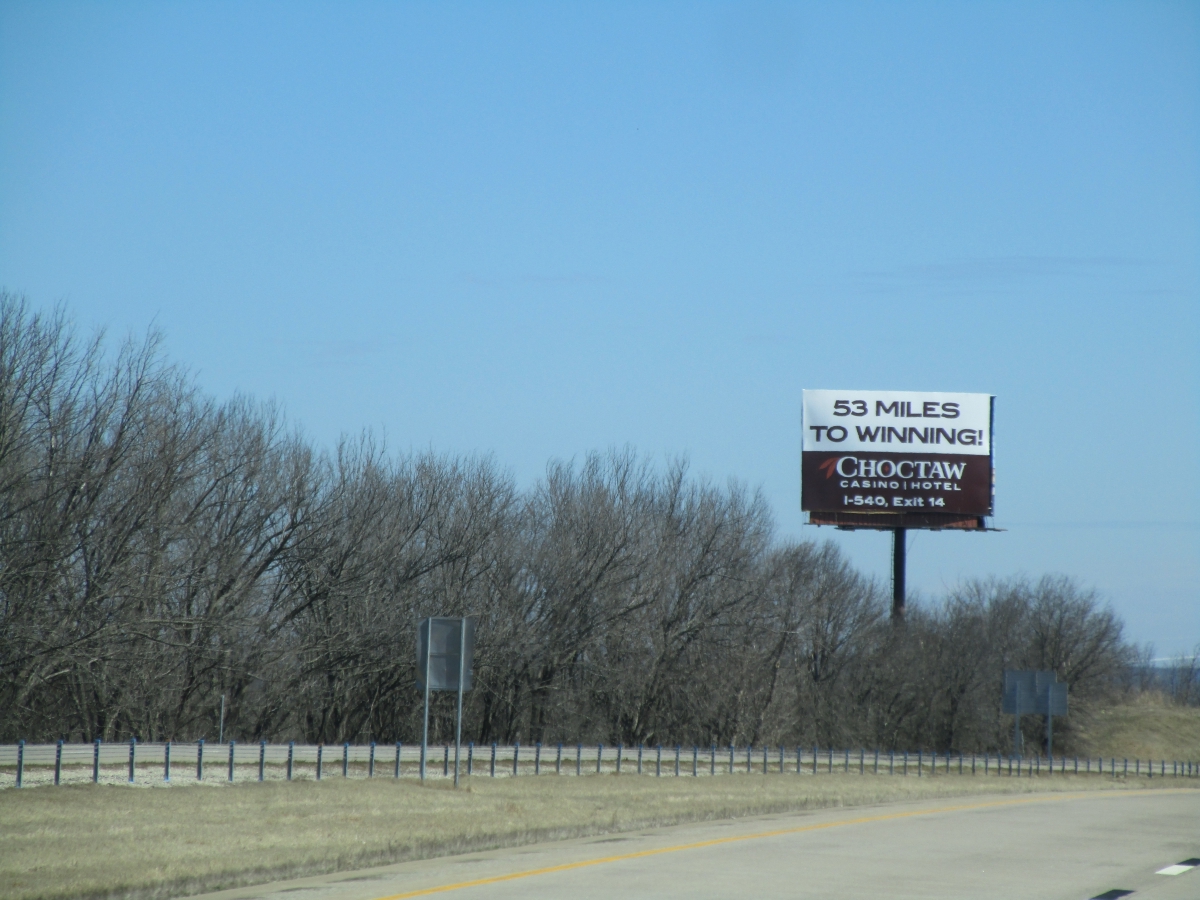 53 MILES
TO WINNING!
CHOCTAW
CASINO | HOTEL
I-540, Exit 14